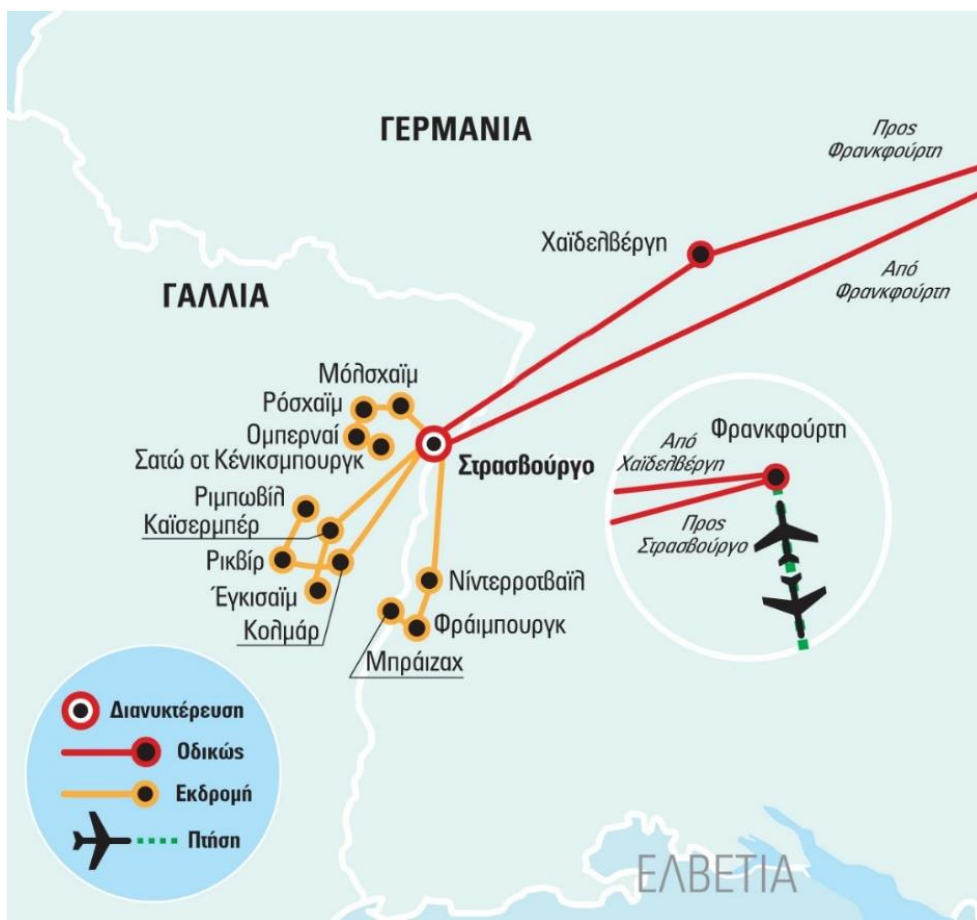 ΓΕΡΜΑΝΙΑ
Προς
Φρανκφούρτη
Χαϊδελβέργη
Από
Φρανκφούρτη
ΓΑΛΛΙΑ
Μόλσχαϊμ
Ρόσχαϊμ
Ομπερναί
Σατώ οτ Κένικσμπουργκ
Στρασβούργο
Φρανκφούρτη
Από
Χαϊδελβέργη
Προς
Στρασβούργο
Ριμπωβίλ
Καϊσερμπέρ
Ρικβίρ
Έγκισαϊμ
Κολμάρ
Νίντερροτβαϊλ
Φράιμπουργκ
Μπράιζαχ
Διανυκτέρευση
Οδικώς
Εκδρομή
Πτήση
ΕΛΒΕΤΙΑ